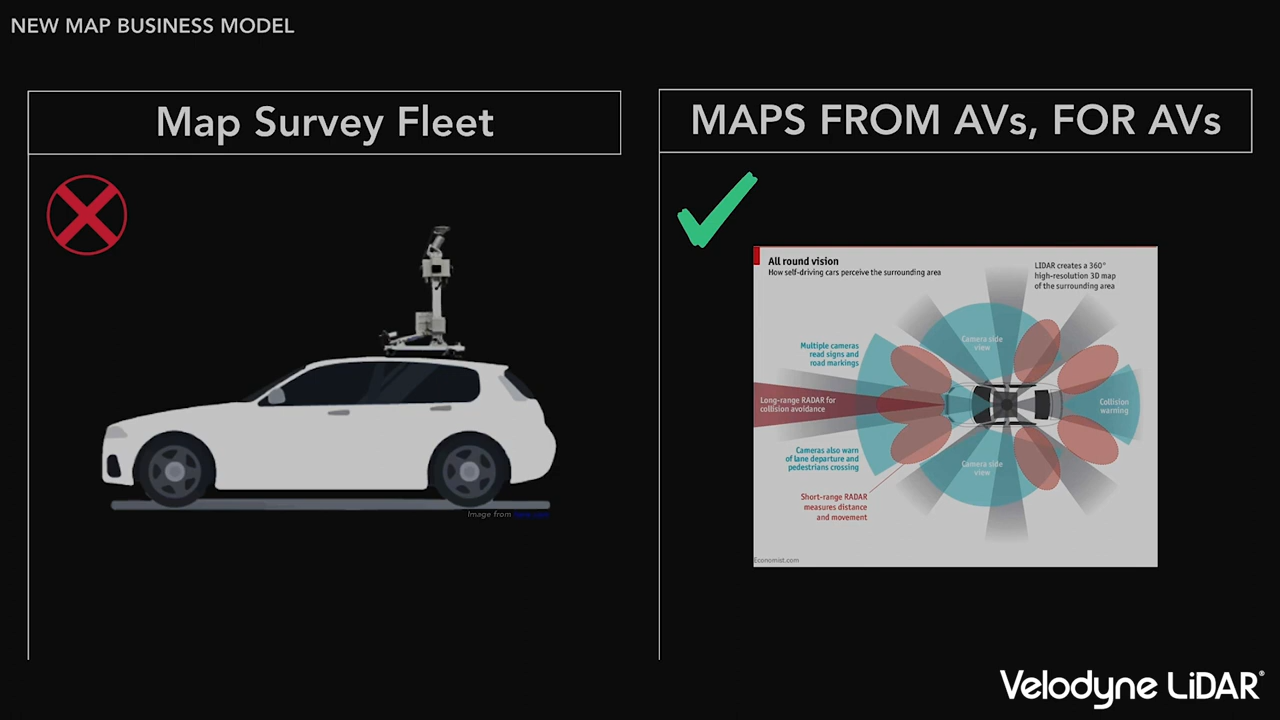 NEW MAP BUSINESS MODEL
Map Survey Fleet
Image from
MAPS FROM AVs, FOR AVs
All round vision
How self-driving cars perceive the surrounding area
LIDAR creates a 360°
high-resolution 3D map
of the surrounding area
Camera side
view
Multiple cameras
read signs and
road markings
Long-range RADAR for
collision avoidance
Collision
warning
Cameras also warn
of lane departure and
pedestrians crossing
Camera side
view
Short-range RADAR
measures distance
and movement
Economist.com
Velodyne LiDAR®